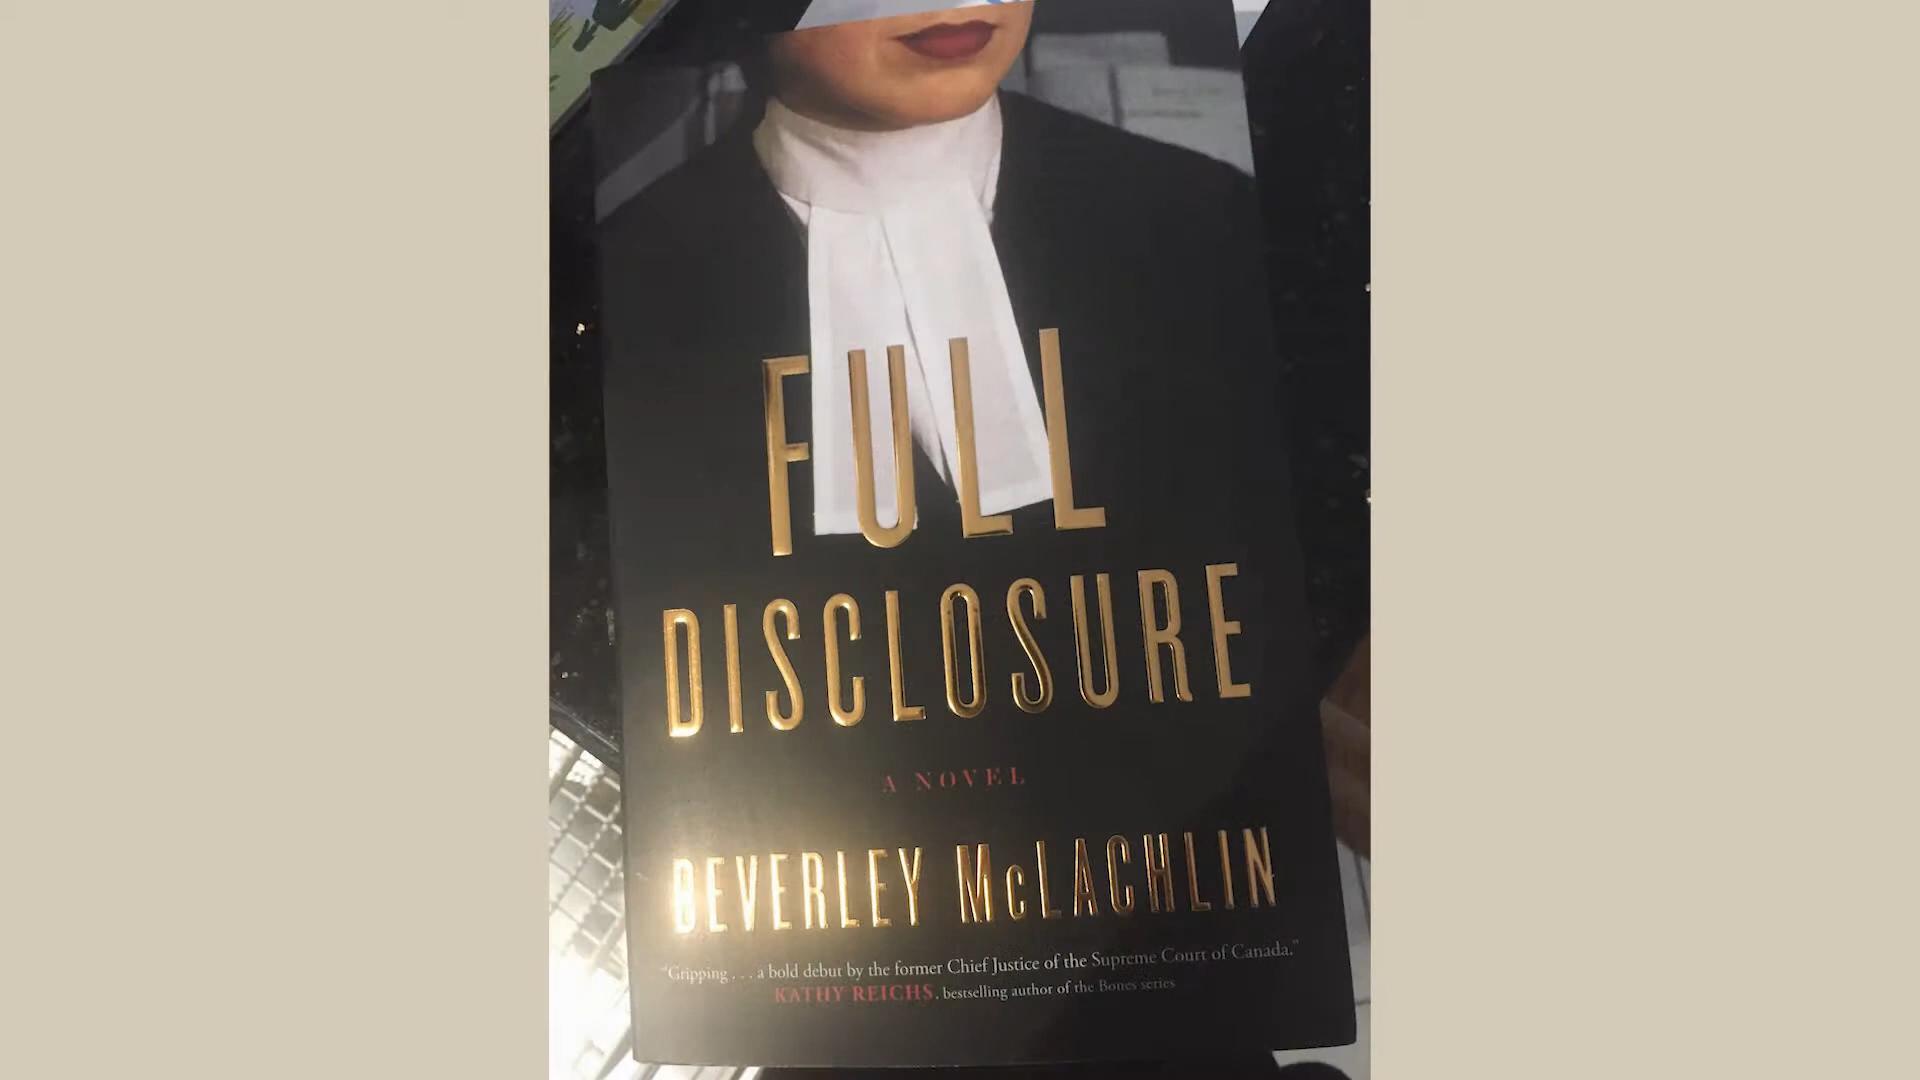 FULL
DISCLOSURE
A NOVEL
BEVERLEY McLACHLIN
“Gripping . . . a bold debut by the former Chief Justice of the Supreme Court of Canada.”
KATHY REICHS, bestselling author of the Bones series